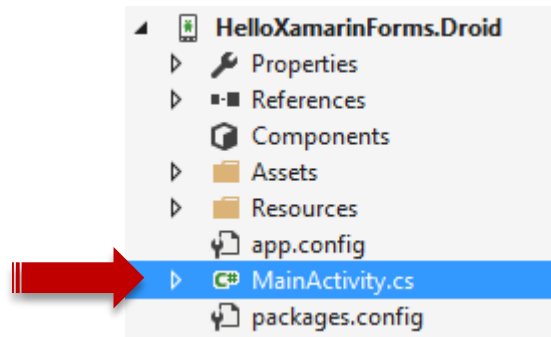 HelloXamarinForms.Droid
Properties
References
Components
Assets
Resources
app.config
C# MainActivity.cs
packages.config